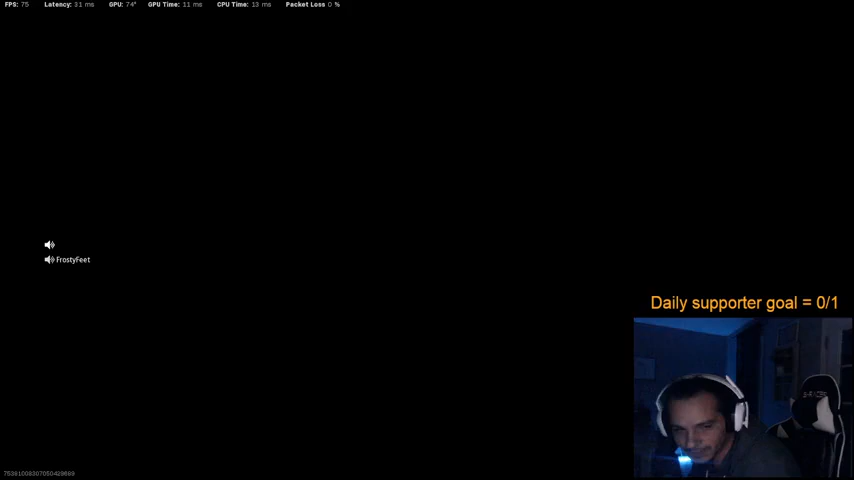 FPS: 75 Latency: 31 ms GPU: 74° GPU Time: 11 ms CPU Time: 13 ms Packet Loss 0 %
FrostyFeet
Daily supporter goal = 0/1